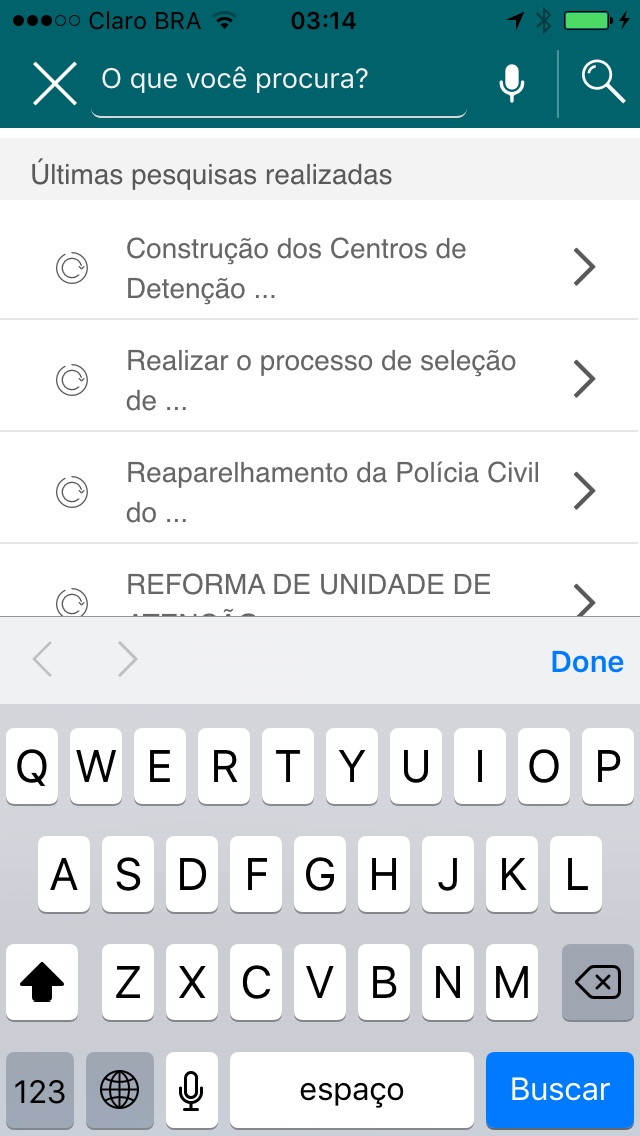 Claro BRA 03:14
O que você procura?
Últimas pesquisas realizadas
Construção dos Centros de
Detenção ...
Realizar o processo de seleção
de ...
Reaparelhamento da Polícia Civil
do ...
REFORMA DE UNIDADE DE
ATENÇÃO
Done
Q W E R T Y U I O P
A S D F G H J K L
Z X C V B N M
123 espaço Buscar